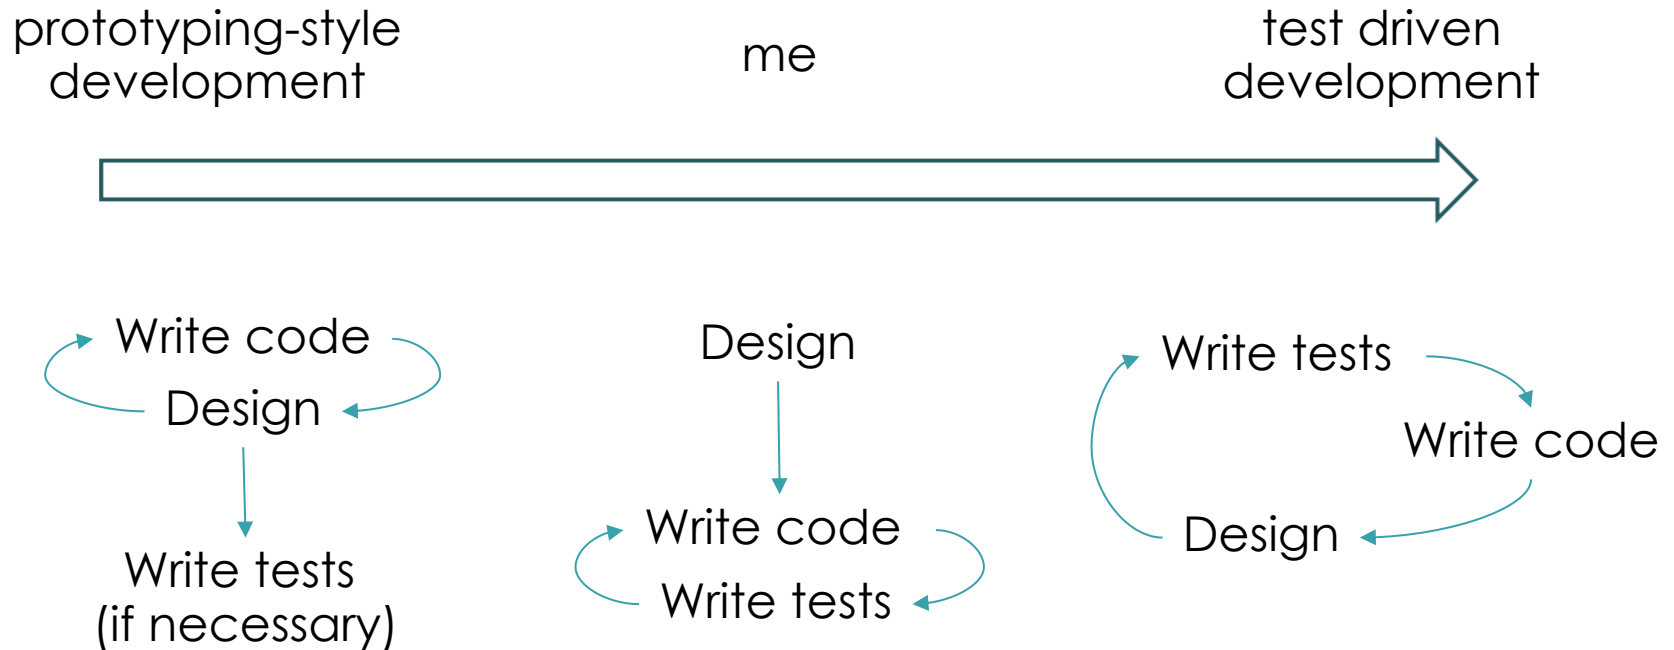 prototyping-style
development
me
test driven
development
Write code
Design
Write tests
(if necessary)
Design
Write code
Write tests
Write tests
Write code
Design